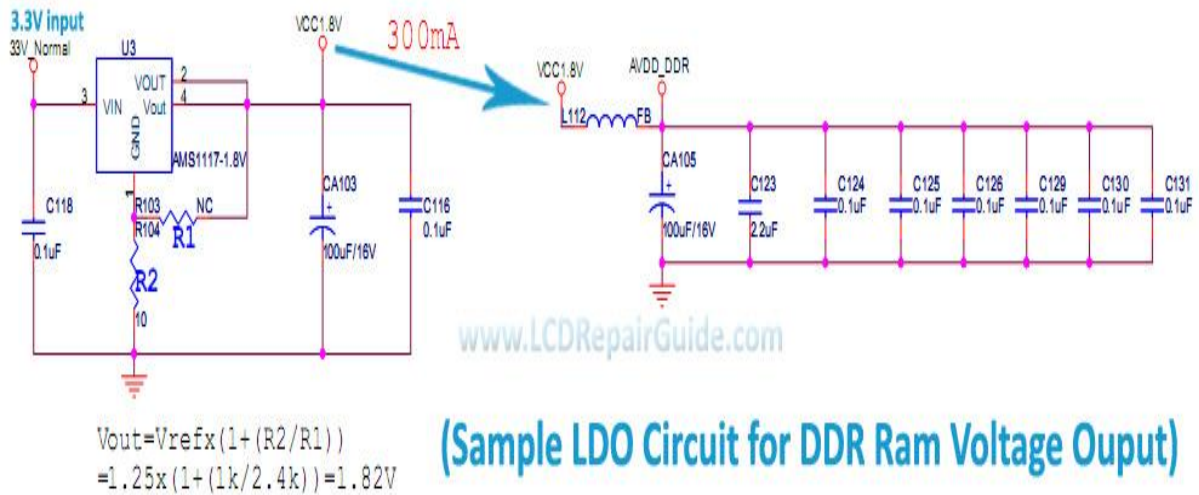 3.3V input
33V_Normal
U3
VCC1.8V
300mA
VOUT
2
3
VIN
Vout
4
GND
AMS1117-1.8V
1
C118
0.1uF
R103
NC
R104
R1
R2
10
CA103
+
100uF/16V
C116
0.1uF
VCC1.8V
AVDD_DDR
L112
FB
CA105
+
100uF/16V
C123
2.2uF
C124
0.1uF
C125
0.1uF
C126
0.1uF
C129
0.1uF
C130
0.1uF
C131
0.1uF
www.LCDRepairGuide.com
Vout=Vrefx(1+(R2/R1))
=1.25x(1+(1k/2.4k))=1.82V
(Sample LDO Circuit for DDR Ram Voltage Ouput)